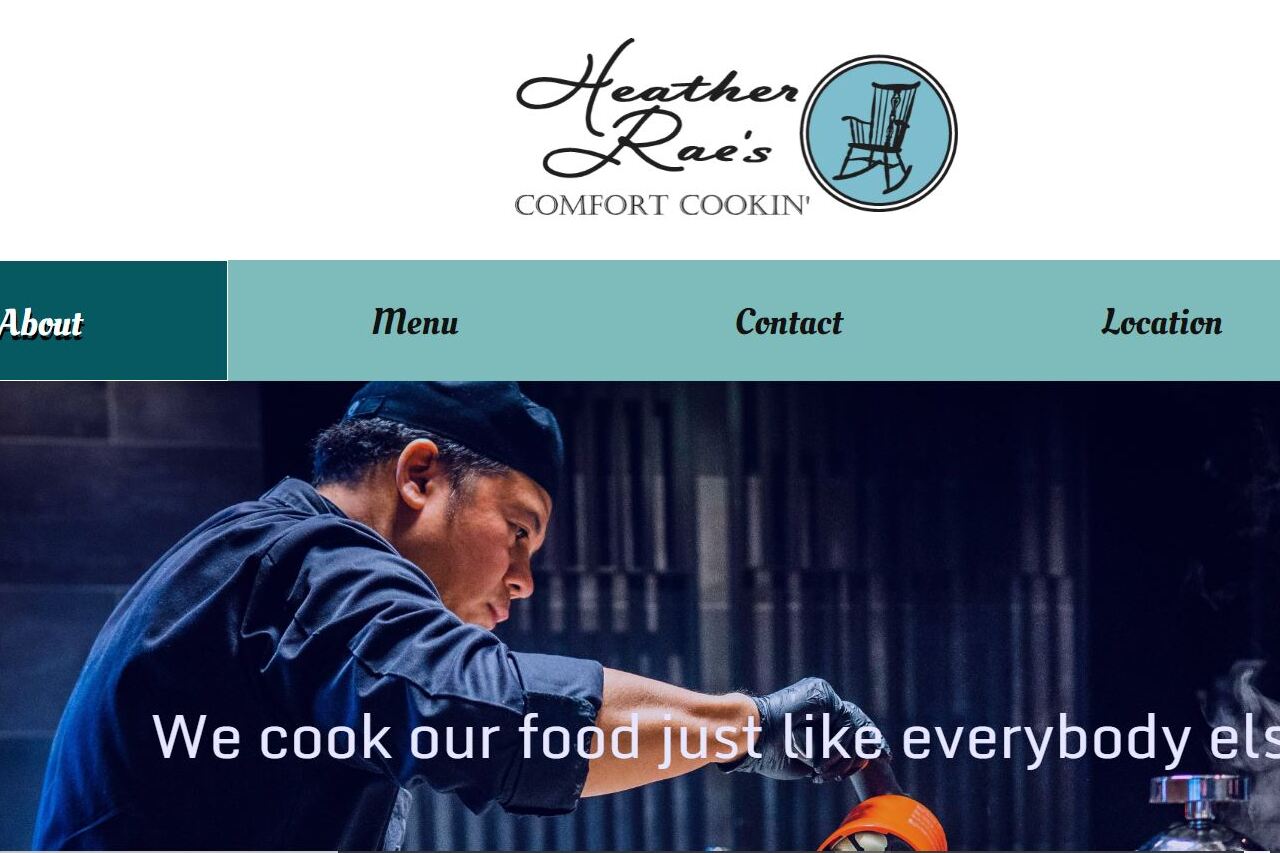 Heather
Rae's
COMFORT COOKIN'
About Menu Contact Location
We cook our food just like everybody els